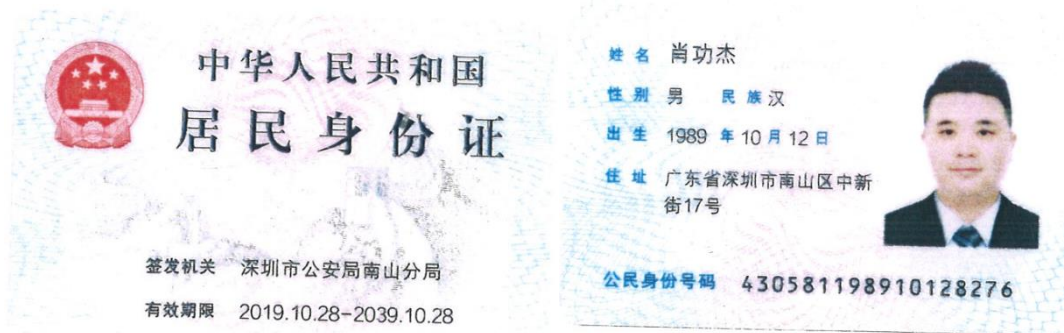 中华人民共和国
居民身份证
签发机关 深圳市公安局南山分局
有效期限 2019.10.28-2039.10.28
姓名 肖功杰
性别 男 民族 汉
出生 1989 年 10 月 12 日
住址 广东省深圳市南山区中新
街17号
公民身份号码 430581198910128276